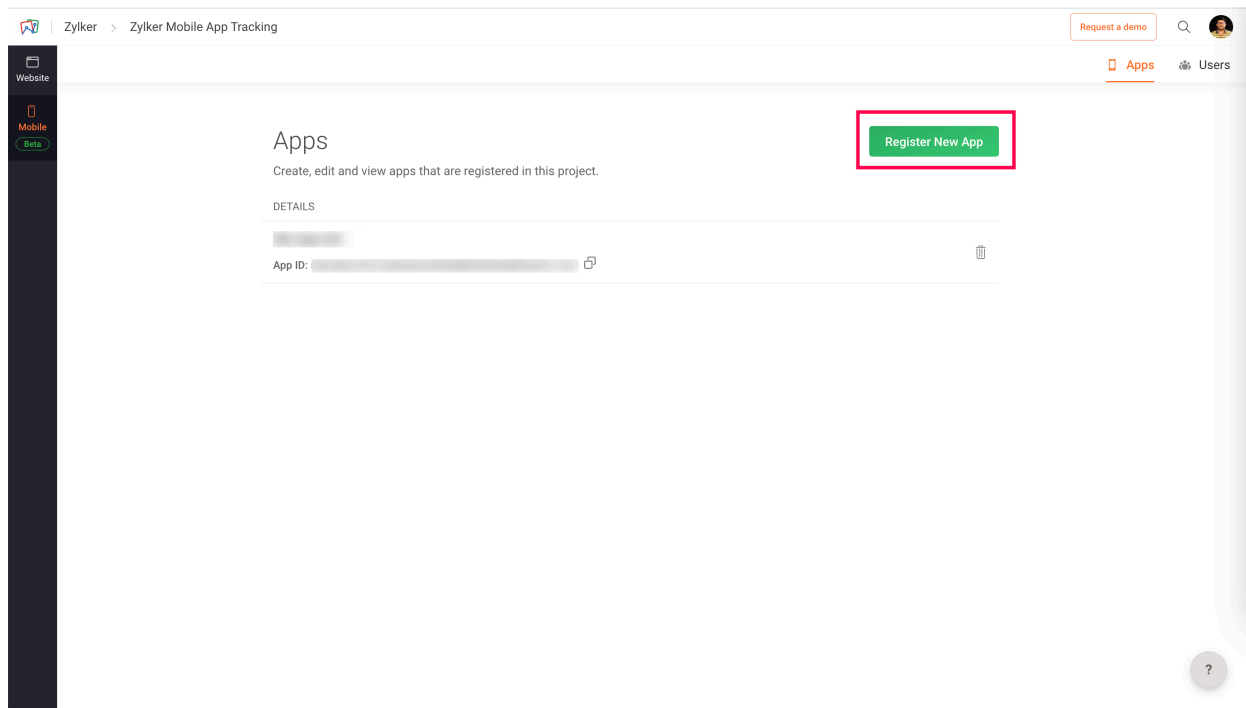 Zylker > Zylker Mobile App Tracking
Request a demo
Website
Apps
Users
Mobile
Beta
Apps
Register New App
Create, edit and view apps that are registered in this project.
DETAILS
App ID:
?